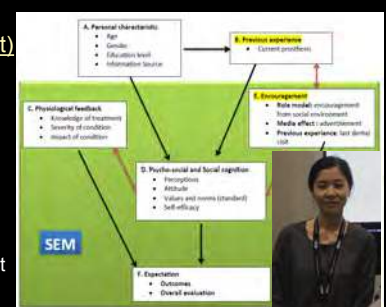 t)
A. Personal characteristic
• Age
• Gender
• Education level
• Information Source
B. Previous experience
• Current prosthesis
C. Physiological feedback
• Knowledge of treatment
• Severity of condition
• Impact of condition
E. Encouragement
• Role model: encouragement
from social environment
• Media effect: advertisement
• Previous experience: last dental
visit
D. Psycho-social and Social cognition
• Perceptions
• Attitude
• Values and norms (standard)
• Self-efficacy
SEM
t
F. Expectation
• Outcomes
• Overall evaluation